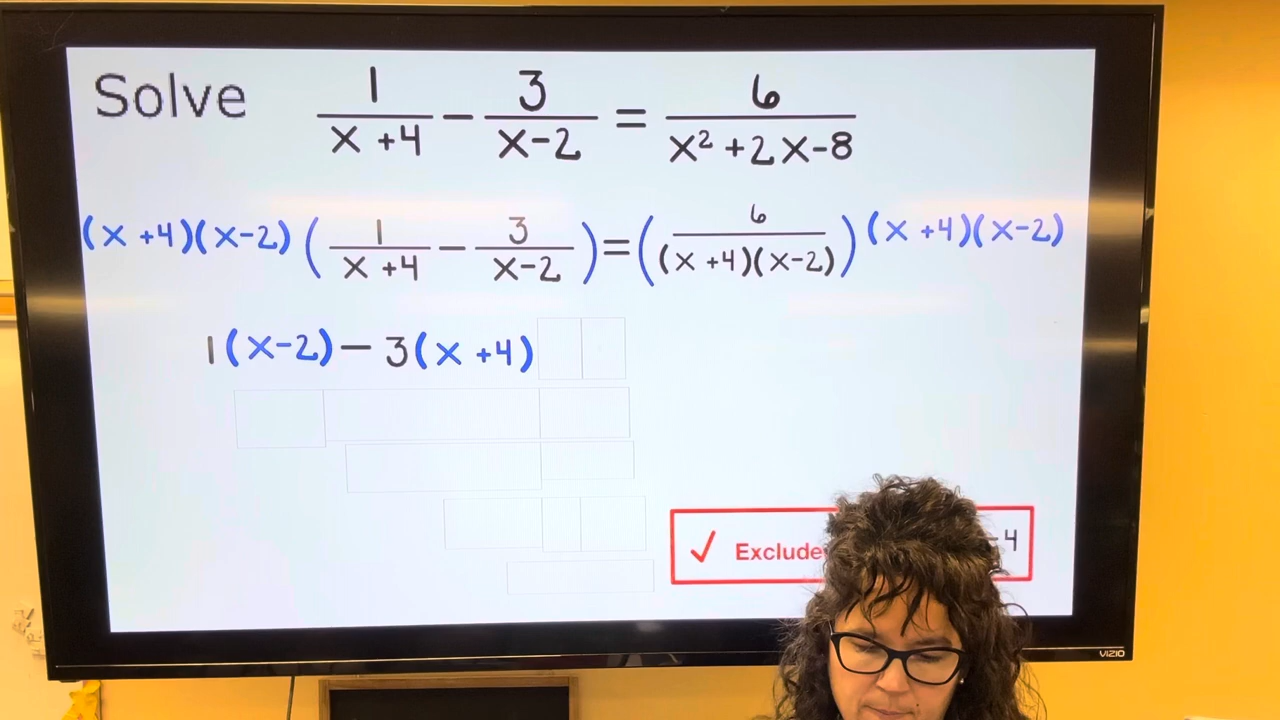 Solve 1/(x+4) − 3/(x−2) = 6/(x²+2x−8)
(x+4)(x−2)(1/(x+4) − 3/(x−2)) = (6/((x+4)(x−2)))(x+4)(x−2)
1(x−2) − 3(x+4)
✓ −4
VIZIO